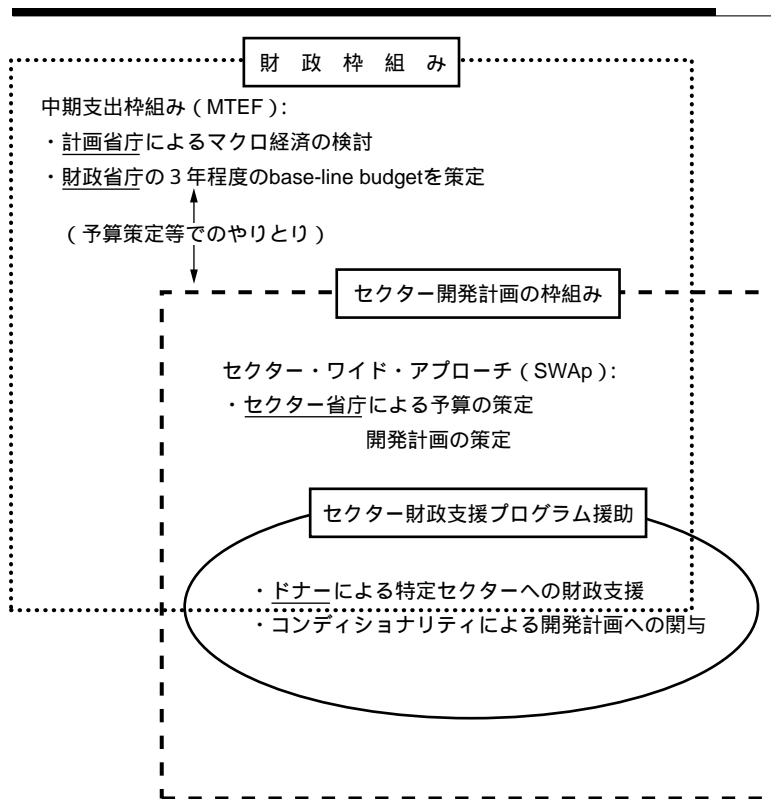 財 政 枠 組 み
中期支出枠組み（MTEF）:
・計画省庁によるマクロ経済の検討
・財政省庁の３年程度のbase-line budgetを策定
（予算策定等でのやりとり）
セクター開発計画の枠組み
セクター・ワイド・アプローチ（SWAp）:
・セクター省庁による予算の策定
開発計画の策定
セクター財政支援プログラム援助
・ドナーによる特定セクターへの財政支援
・コンディショナリティによる開発計画への関与